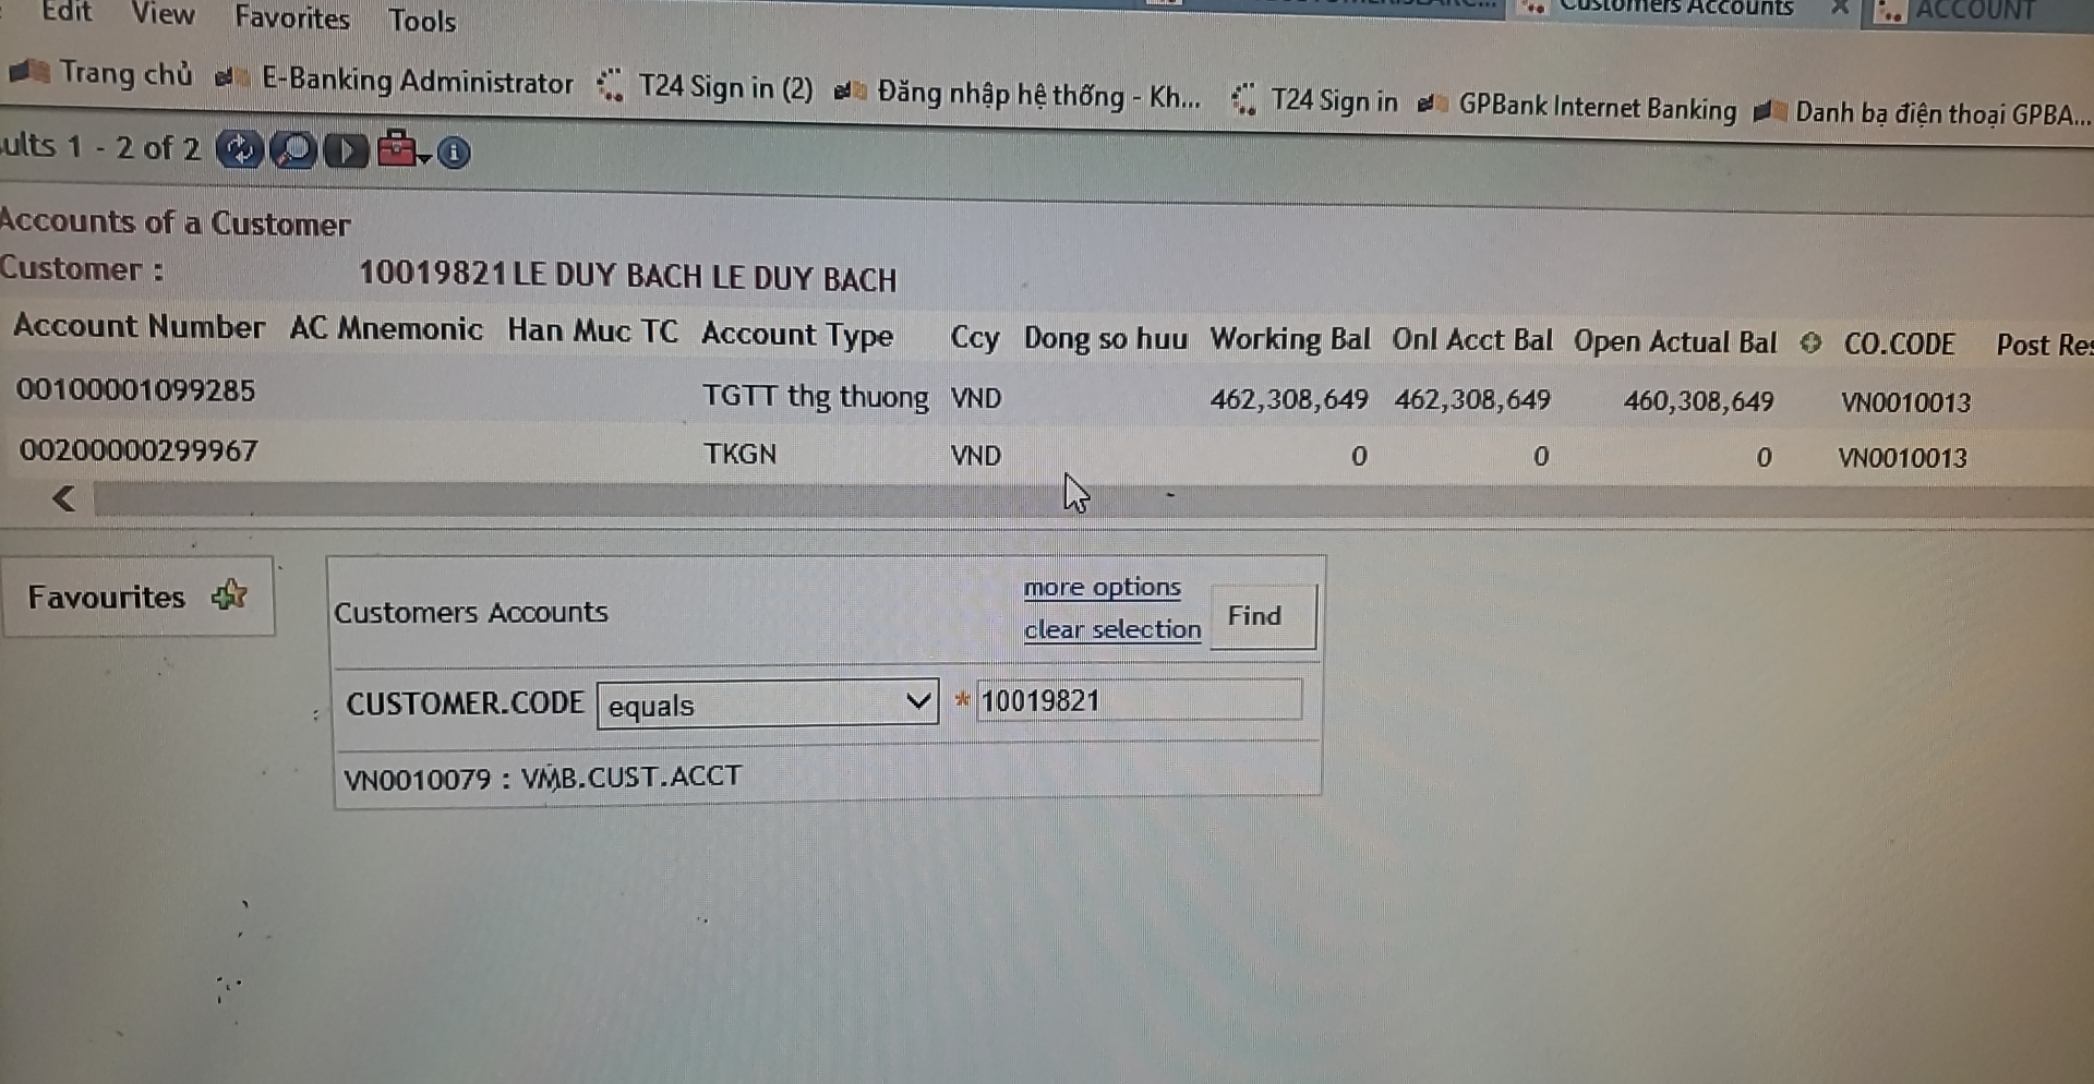 Edit View Favorites Tools
Customers Accounts X ACCOUNT
Trang chủ E-Banking Administrator T24 Sign in (2) Đăng nhập hệ thống - Kh... T24 Sign in GPBank Internet Banking Danh bạ điện thoại GPBA...
ults 1 - 2 of 2
Accounts of a Customer
Customer : 10019821 LE DUY BACH LE DUY BACH
Account Number AC Mnemonic Han Muc TC Account Type Ccy Dong so huu Working Bal Onl Acct Bal Open Actual Bal CO.CODE Post Res
00100001099285 TGTT thg thuong VND 462,308,649 462,308,649 460,308,649 VN0010013
00200000299967 TKGN VND 0 0 0 VN0010013
Favourites
Customers Accounts more options Find
clear selection
CUSTOMER.CODE equals * 10019821
VN0010079 : VMB.CUST.ACCT